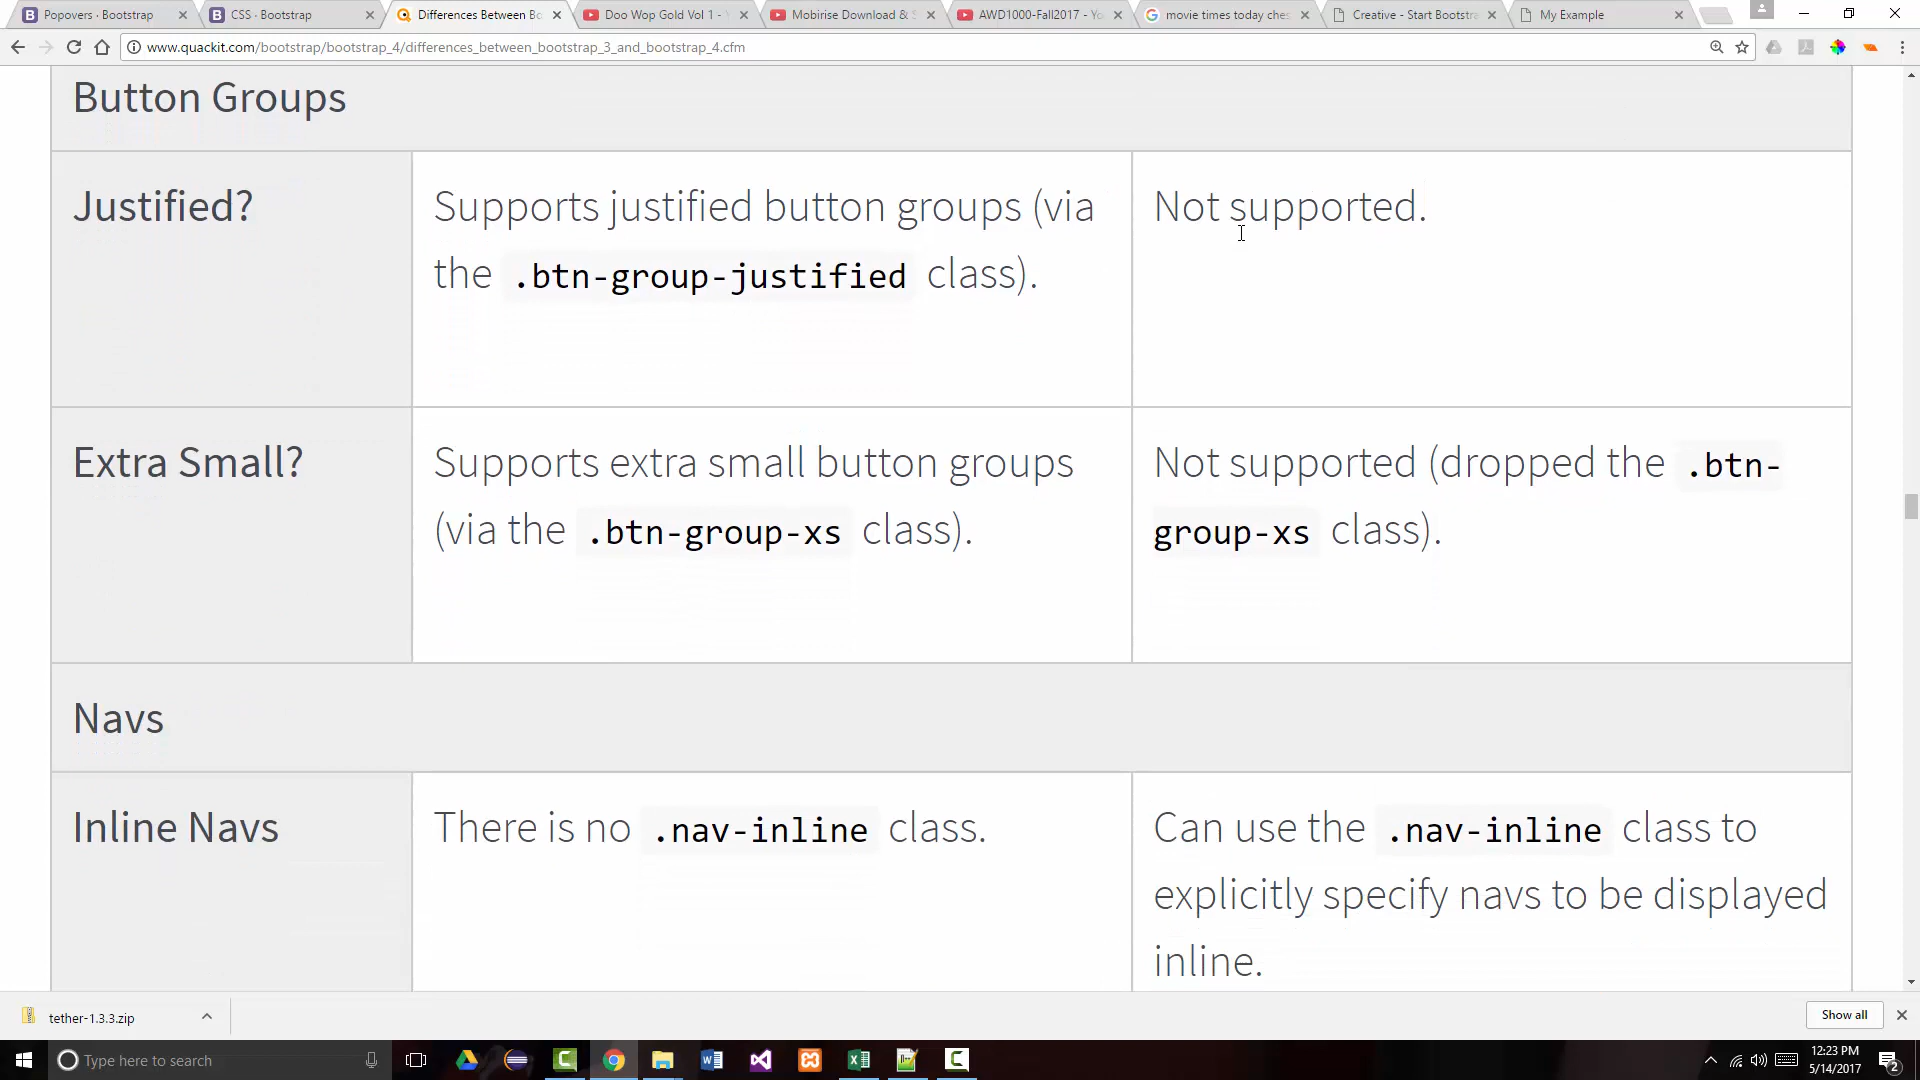 Popovers · Bootstrap
CSS · Bootstrap
Differences Between Bo
Doo Wop Gold Vol 1 - Y
Mobirise Download & S
AWD1000-Fall2017 - Yo
movie times today ches
Creative - Start Bootstra
My Example
www.quackit.com/bootstrap/bootstrap_4/differences_between_bootstrap_3_and_bootstrap_4.cfm
Button Groups
Justified?
Supports justified button groups (via
the .btn-group-justified class).
Not supported.
Extra Small?
Supports extra small button groups
(via the .btn-group-xs class).
Not supported (dropped the .btn-
group-xs class).
Navs
Inline Navs
There is no .nav-inline class.
Can use the .nav-inline class to
explicitly specify navs to be displayed
inline.
tether-1.3.3.zip
Show all
Type here to search
12:23 PM
5/14/2017
2